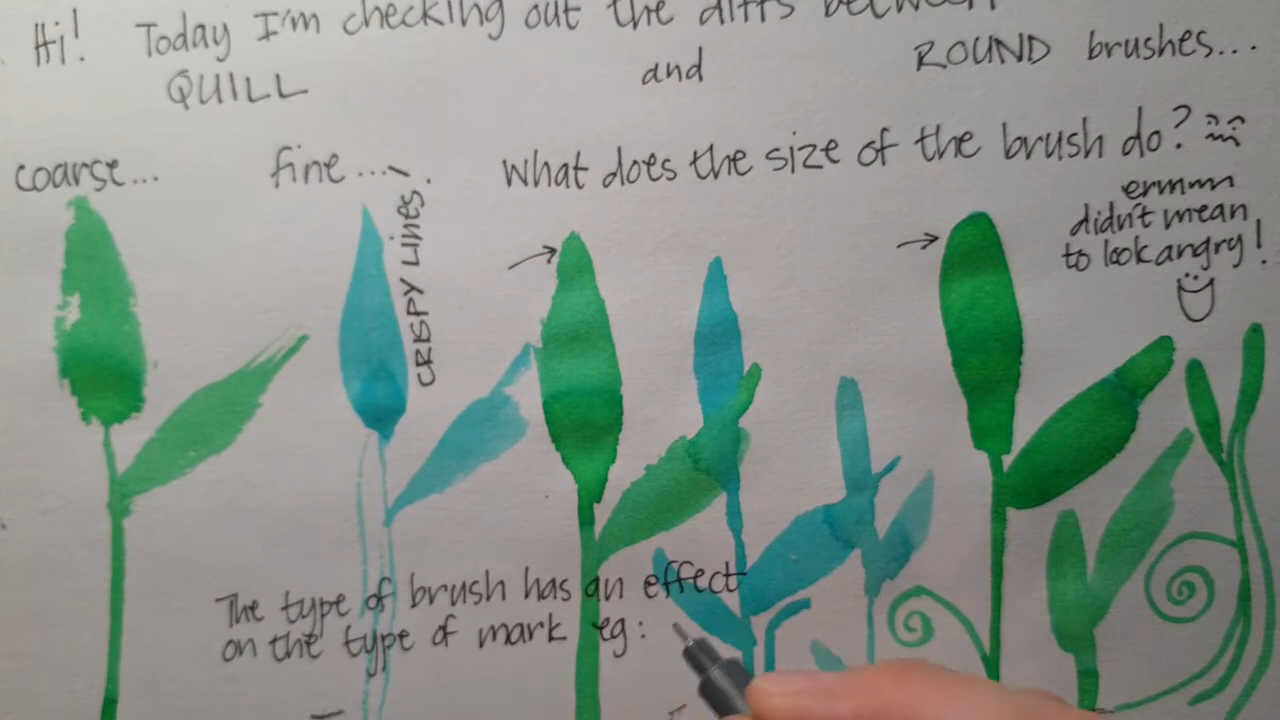 Hi! Today I'm checking out the diffs between
QUILL and ROUND brushes...
coarse... fine...
CRISPY LINES!
What does the size of the brush do?
ermmm
didn't mean
to look angry!
The type of brush has an effect
on the type of mark eg: